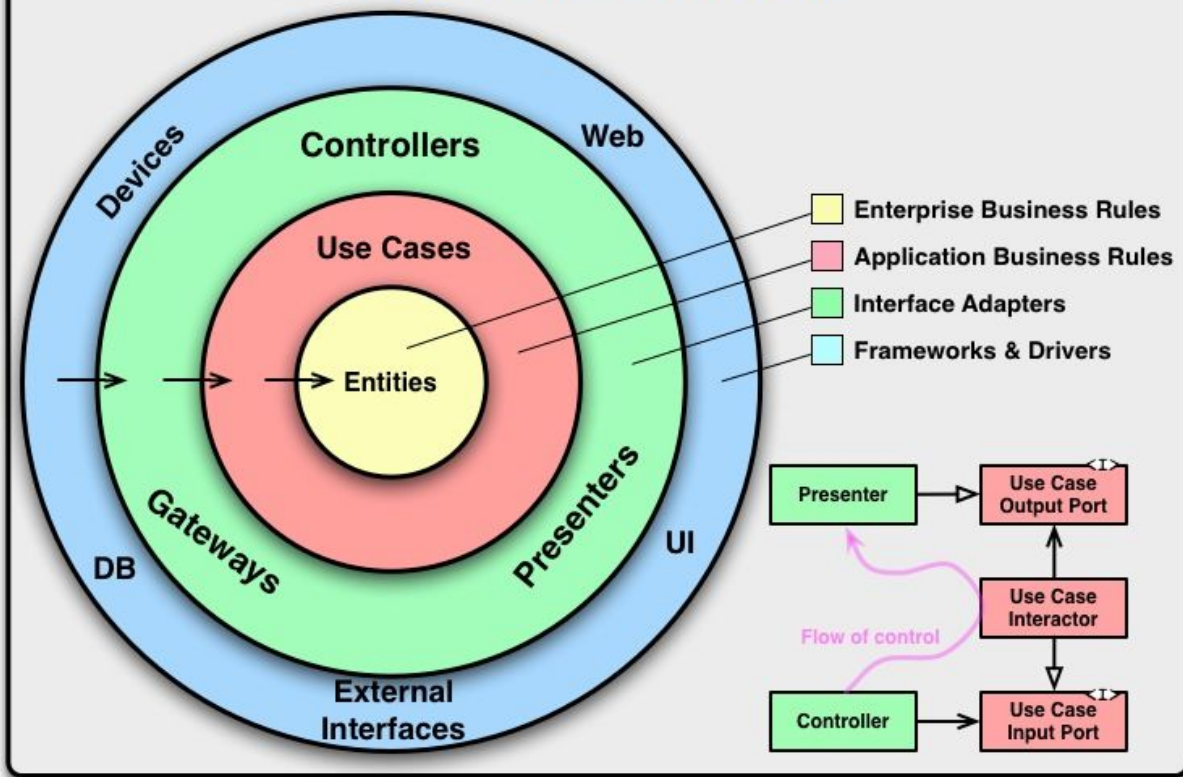 Devices
Web
Controllers
Use Cases
Entities
Gateways
Presenters
DB
UI
External
Interfaces
Enterprise Business Rules
Application Business Rules
Interface Adapters
Frameworks & Drivers
Presenter
<I>
Use Case
Output Port
Use Case
Interactor
Flow of control
Controller
<I>
Use Case
Input Port